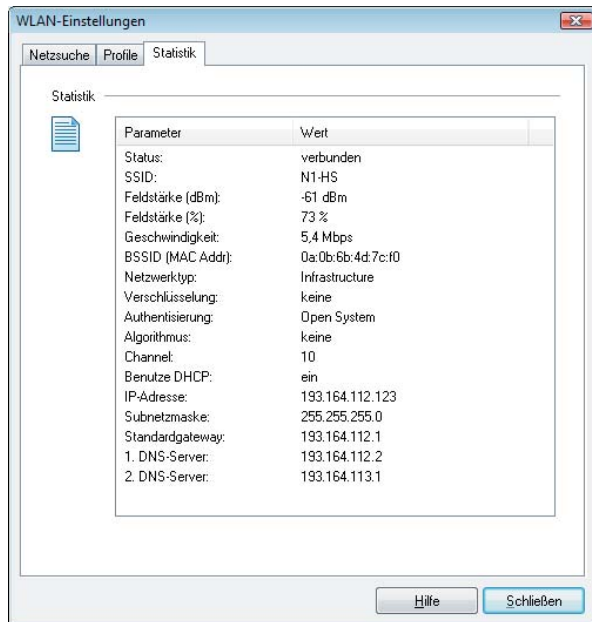 WLAN-Einstellungen
Netzsuche Profile Statistik
Statistik
Parameter Wert
Status: verbunden
SSID: N1-HS
Feldstärke (dBm): -61 dBm
Feldstärke (%): 73 %
Geschwindigkeit: 5,4 Mbps
BSSID (MAC Addr): 0a:0b:6b:4d:7c:f0
Netzwerktyp: Infrastructure
Verschlüsselung: keine
Authentisierung: Open System
Algorithmus: keine
Channel: 10
Benutze DHCP: ein
IP-Adresse: 193.164.112.123
Subnetzmaske: 255.255.255.0
Standardgateway: 193.164.112.1
1. DNS-Server: 193.164.112.2
2. DNS-Server: 193.164.113.1
Hilfe Schließen